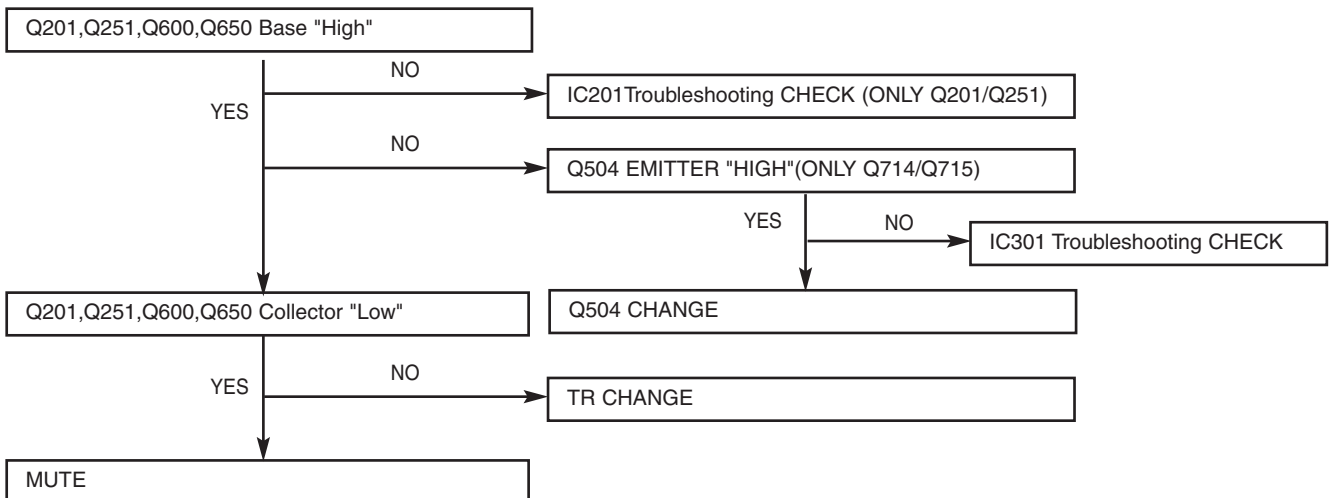 Q201,Q251,Q600,Q650 Base "High"
NO
IC201Troubleshooting CHECK (ONLY Q201/Q251)
YES
NO
Q504 EMITTER "HIGH"(ONLY Q714/Q715)
YES
NO
IC301 Troubleshooting CHECK
Q201,Q251,Q600,Q650 Collector "Low"
Q504 CHANGE
YES
NO
TR CHANGE
MUTE